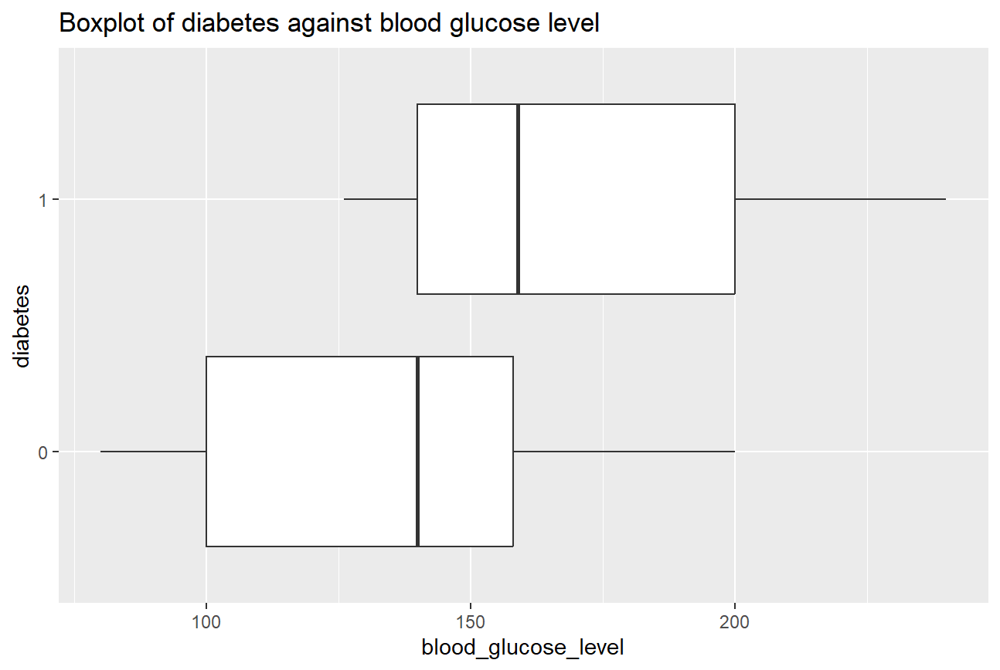 Boxplot of diabetes against blood glucose level
diabetes
1
0
100 150 200
blood_glucose_level